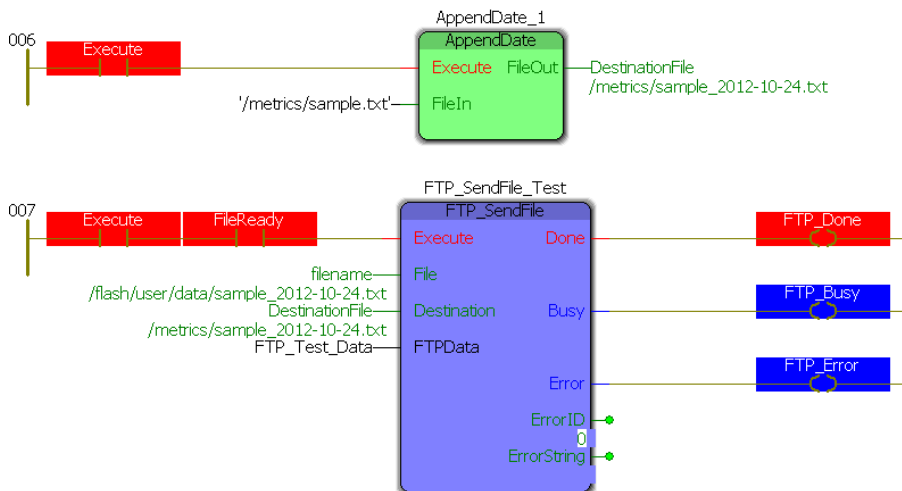 AppendDate_1
006
Execute
AppendDate
Execute FileOut
DestinationFile
/metrics/sample_2012-10-24.txt
'/metrics/sample.txt'
FileIn
FTP_SendFile_Test
007
Execute
FileReady
FTP_SendFile
FTP_Done
Execute Done
filename
File
/flash/user/data/sample_2012-10-24.txt
FTP_Busy
DestinationFile
Destination Busy
/metrics/sample_2012-10-24.txt
FTP_Test_Data
FTPData
FTP_Error
Error
ErrorID
0
ErrorString